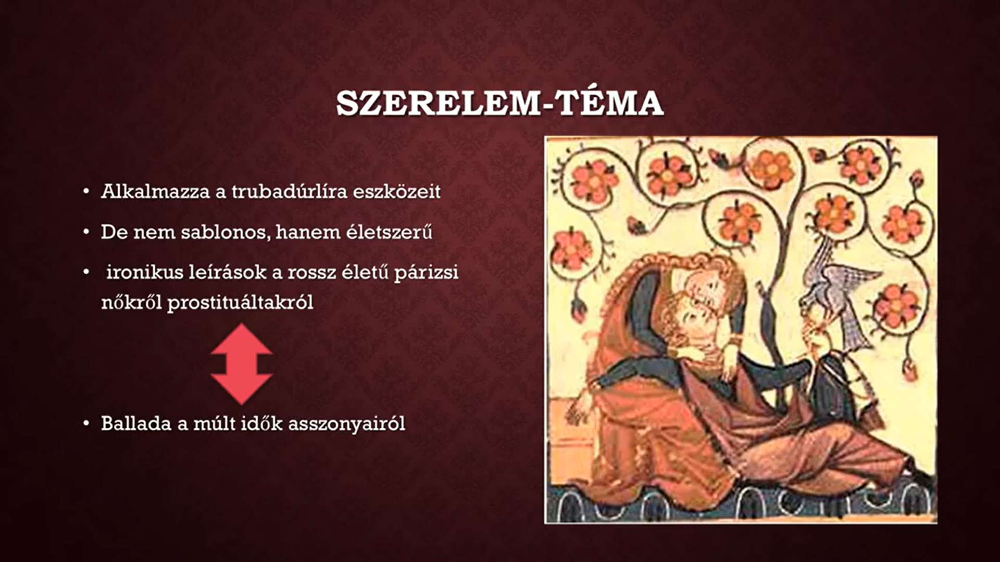 SZERELEM-TÉMA
• Alkalmazza a trubadúrlíra eszközeit
• De nem sablonos, hanem életszerű
• ironikus leírások a rossz életű párizsi
nőkről prostituáltakról
• Ballada a múlt idők asszonyairól